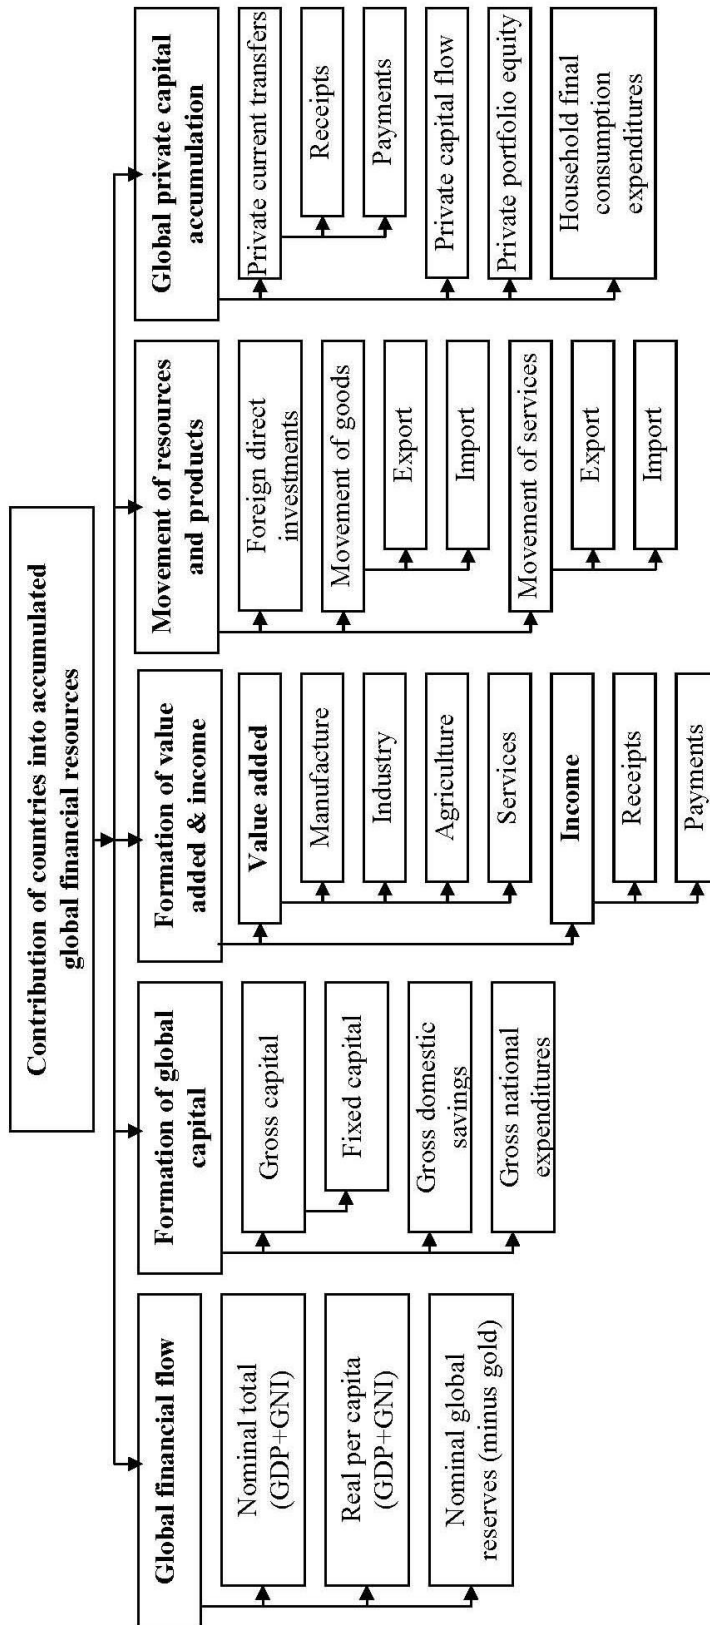 Contribution of countries into accumulated
global financial resources
Global financial flow
Nominal total
(GDP+GNI)
Real per capita
(GDP+GNI)
Nominal global
reserves (minus gold)
Formation of global
capital
Gross capital
Fixed capital
Gross domestic
savings
Gross national
expenditures
Formation of value
added & income
Value added
Manufacture
Industry
Agriculture
Services
Income
Receipts
Payments
Movement of resources
and products
Foreign direct
investments
Movement of goods
Export
Import
Movement of services
Export
Import
Global private capital
accumulation
Private current transfers
Receipts
Payments
Private capital flow
Private portfolio equity
Household final
consumption
expenditures